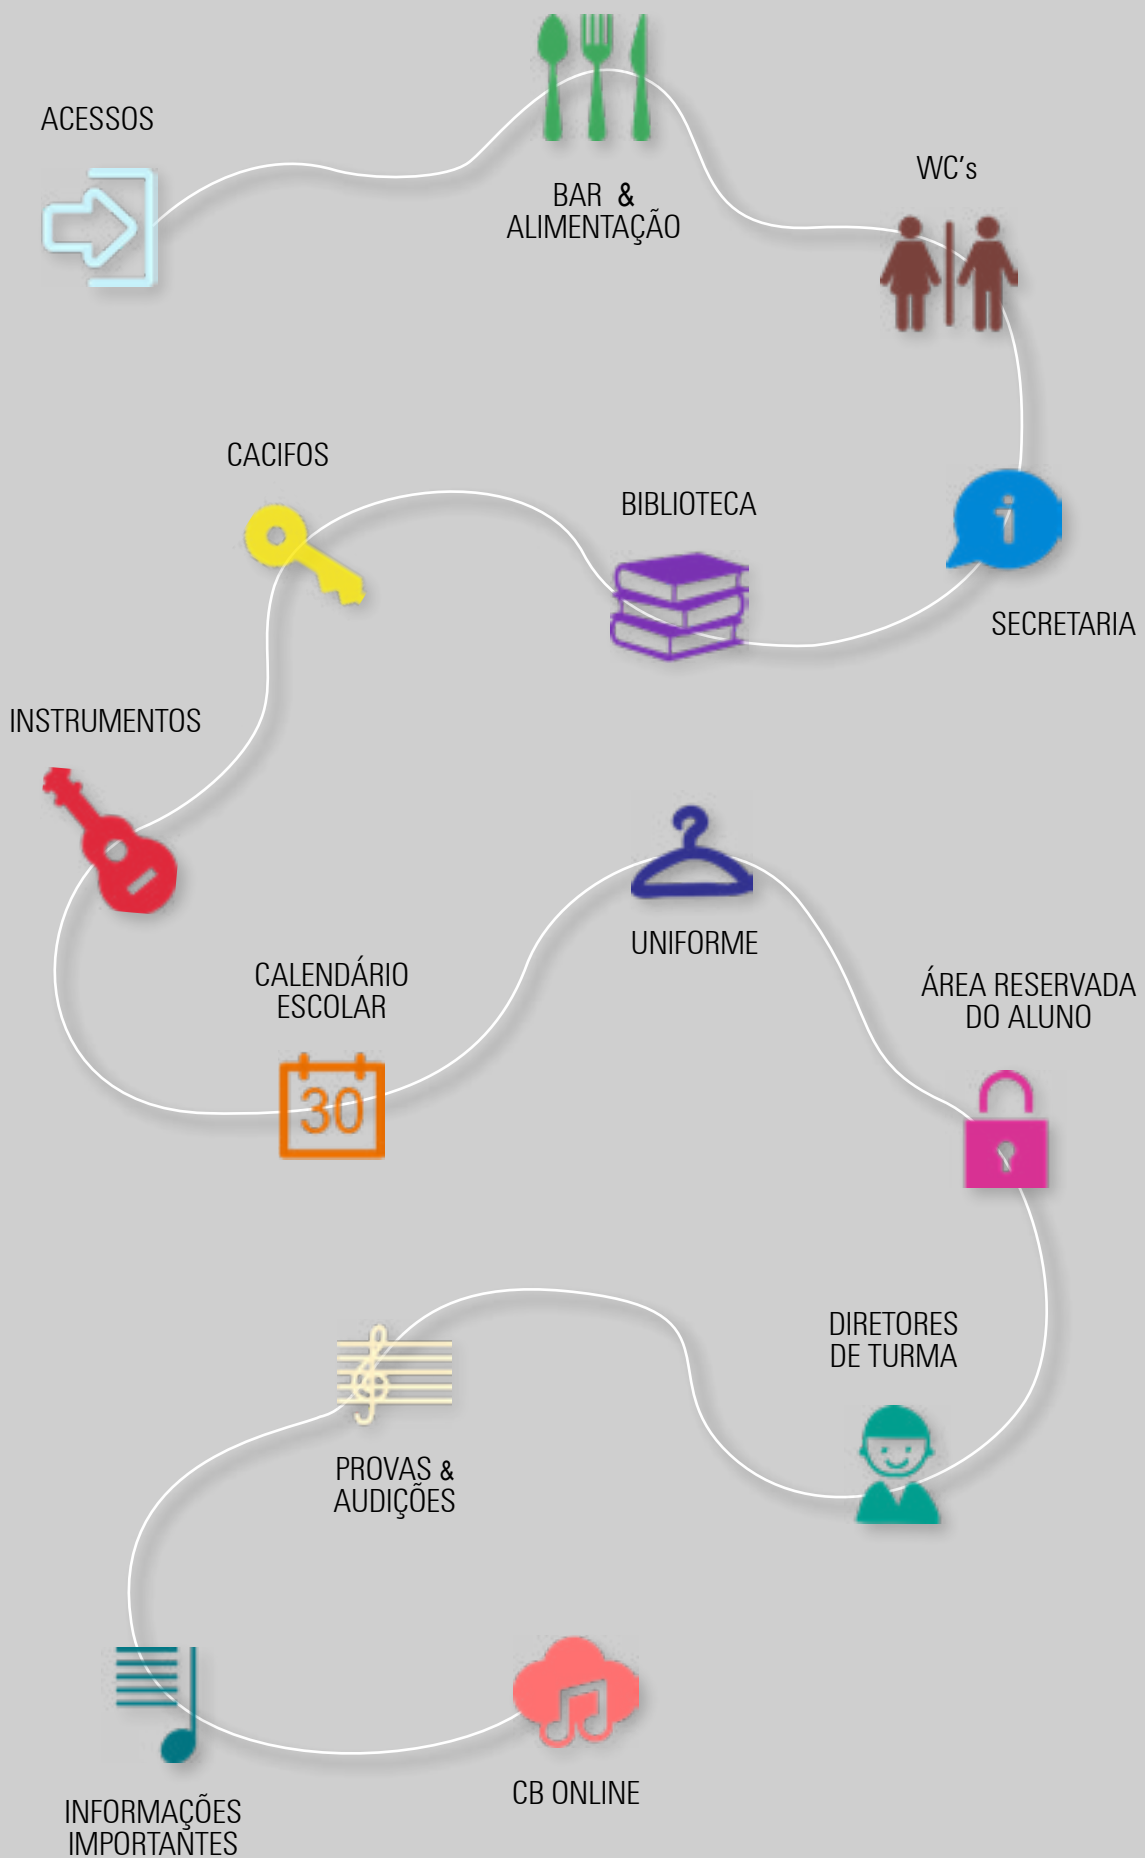 ACESSOS
BAR & 
ALIMENTAÇÃO
WC's
SECRETARIA
BIBLIOTECA
CACIFOS
INSTRUMENTOS
CALENDÁRIO
ESCOLAR
30
UNIFORME
ÁREA RESERVADA
DO ALUNO
DIRETORES
DE TURMA
PROVAS &
AUDIÇÕES
INFORMAÇÕES
IMPORTANTES
CB ONLINE
i